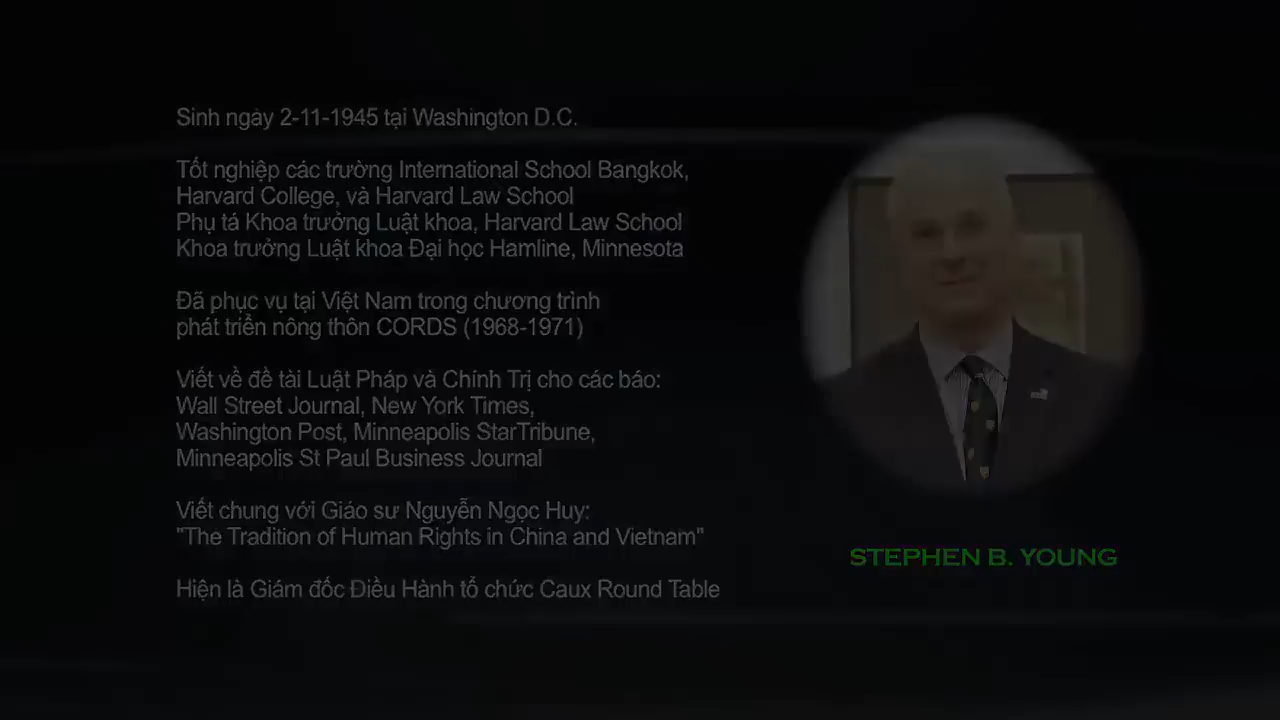 Sinh ngày 2-11-1945 tại Washington D.C.
Tốt nghiệp các trường International School Bangkok,
Harvard College, và Harvard Law School
Phụ tá Khoa trưởng Luật khoa, Harvard Law School
Khoa trưởng Luật khoa Đại học Hamline, Minnesota
Đã phục vụ tại Việt Nam trong chương trình
phát triển nông thôn CORDS (1968-1971)
Viết về đề tài Luật Pháp và Chính Trị cho các báo:
Wall Street Journal, New York Times,
Washington Post, Minneapolis StarTribune,
Minneapolis St Paul Business Journal
Viết chung với Giáo sư Nguyễn Ngọc Huy:
"The Tradition of Human Rights in China and Vietnam"
Hiện là Giám đốc Điều Hành tổ chức Caux Round Table
STEPHEN B. YOUNG